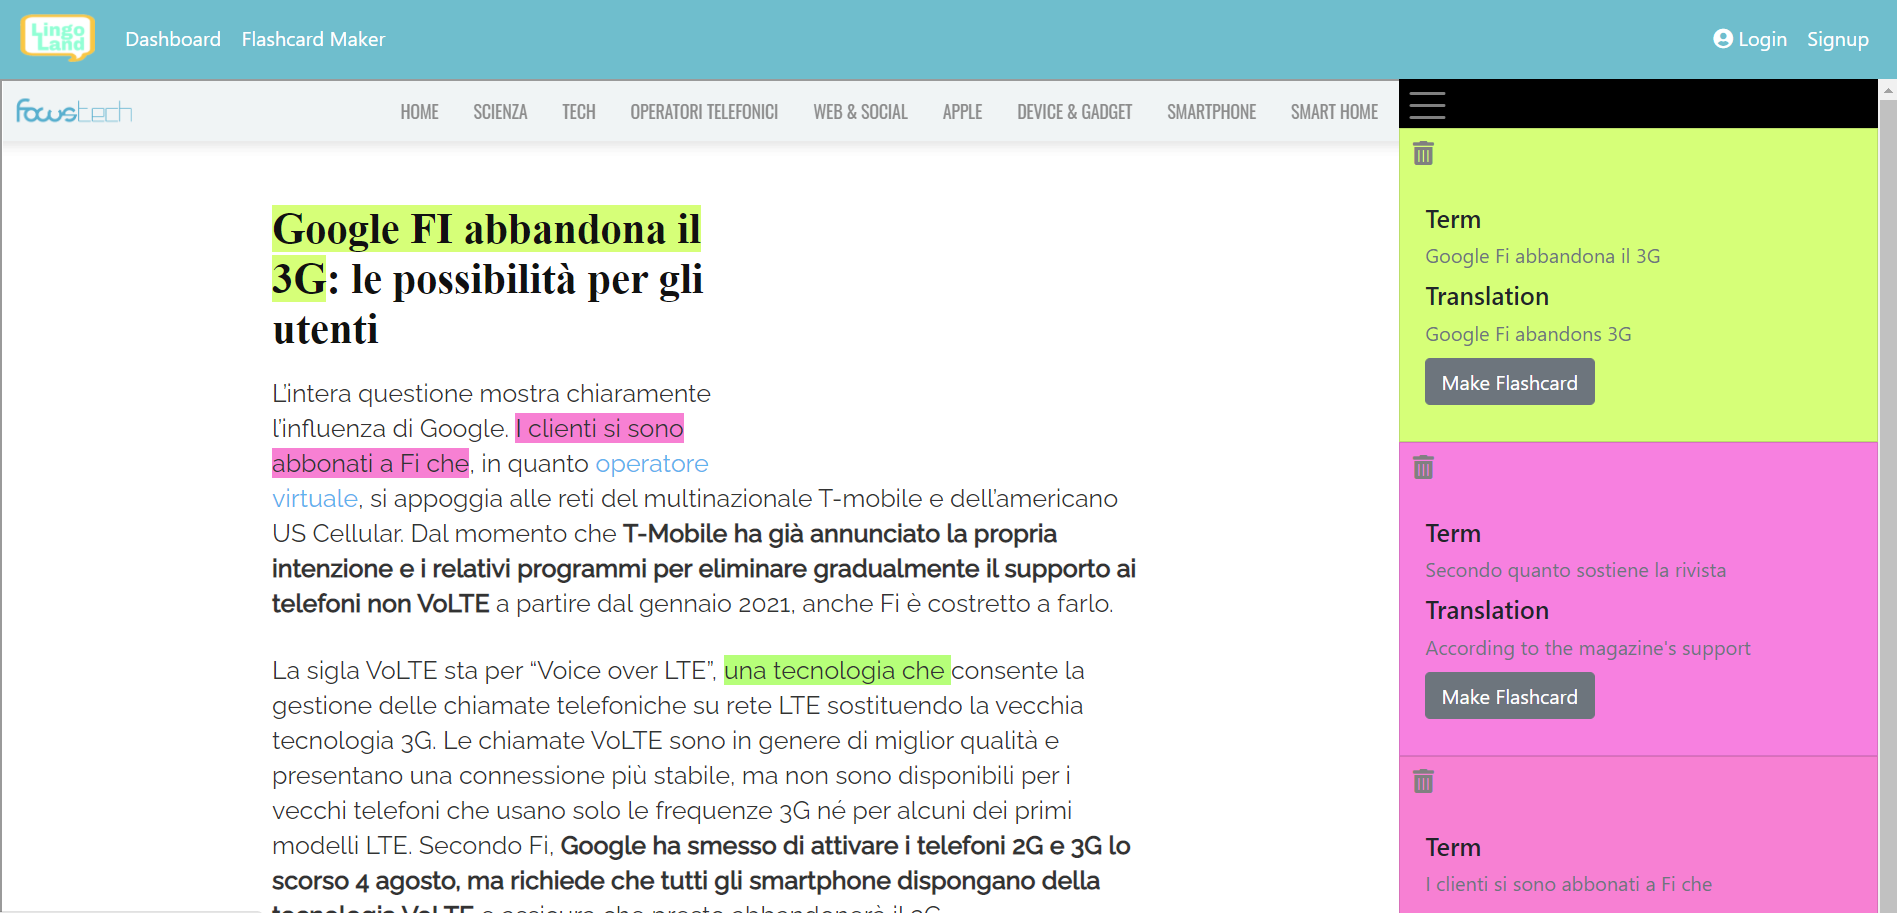 Lingo
Land
Dashboard
Flashcard Maker
Login
Signup
focustech
HOME
SCIENZA
TECH
OPERATORI TELEFONICI
WEB & SOCIAL
APPLE
DEVICE & GADGET
SMARTPHONE
SMART HOME
Google FI abbandona il
3G: le possibilità per gli
utenti
L’intera questione mostra chiaramente
l’influenza di Google. I clienti si sono
abbonati a Fi che, in quanto operatore
virtuale, si appoggia alle reti del multinazionale T-mobile e dell’americano
US Cellular. Dal momento che T-Mobile ha già annunciato la propria
intenzione e i relativi programmi per eliminare gradualmente il supporto ai
telefoni non VoLTE a partire dal gennaio 2021, anche Fi è costretto a farlo.
La sigla VoLTE sta per “Voice over LTE”, una tecnologia che consente la
gestione delle chiamate telefoniche su rete LTE sostituendo la vecchia
tecnologia 3G. Le chiamate VoLTE sono in genere di miglior qualità e
presentano una connessione più stabile, ma non sono disponibili per i
vecchi telefoni che usano solo le frequenze 3G né per alcuni dei primi
modelli LTE. Secondo Fi, Google ha smesso di attivare i telefoni 2G e 3G lo
scorso 4 agosto, ma richiede che tutti gli smartphone dispongano della
tecnologia VoLTE e assicura che presto abbandonerà il 3G
Term
Google Fi abbandona il 3G
Translation
Google Fi abandons 3G
Make Flashcard
Term
Secondo quanto sostiene la rivista
Translation
According to the magazine's support
Make Flashcard
Term
I clienti si sono abbonati a Fi che